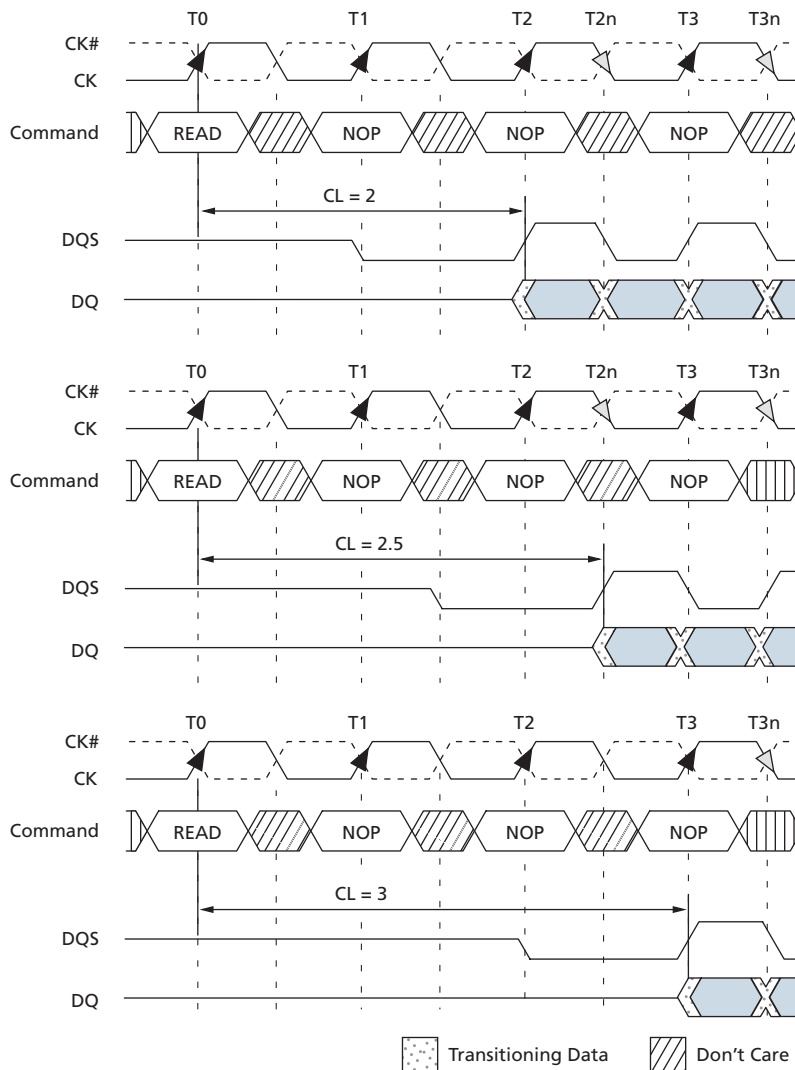 T0 T1 T2 T2n T3 T3n
CK#
CK
Command READ NOP NOP NOP
CL = 2
DQS
DQ
T0 T1 T2 T2n T3 T3n
CK#
CK
Command READ NOP NOP NOP
CL = 2.5
DQS
DQ
T0 T1 T2 T3 T3n
CK#
CK
Command READ NOP NOP NOP
CL = 3
DQS
DQ
Transitioning Data Don't Care